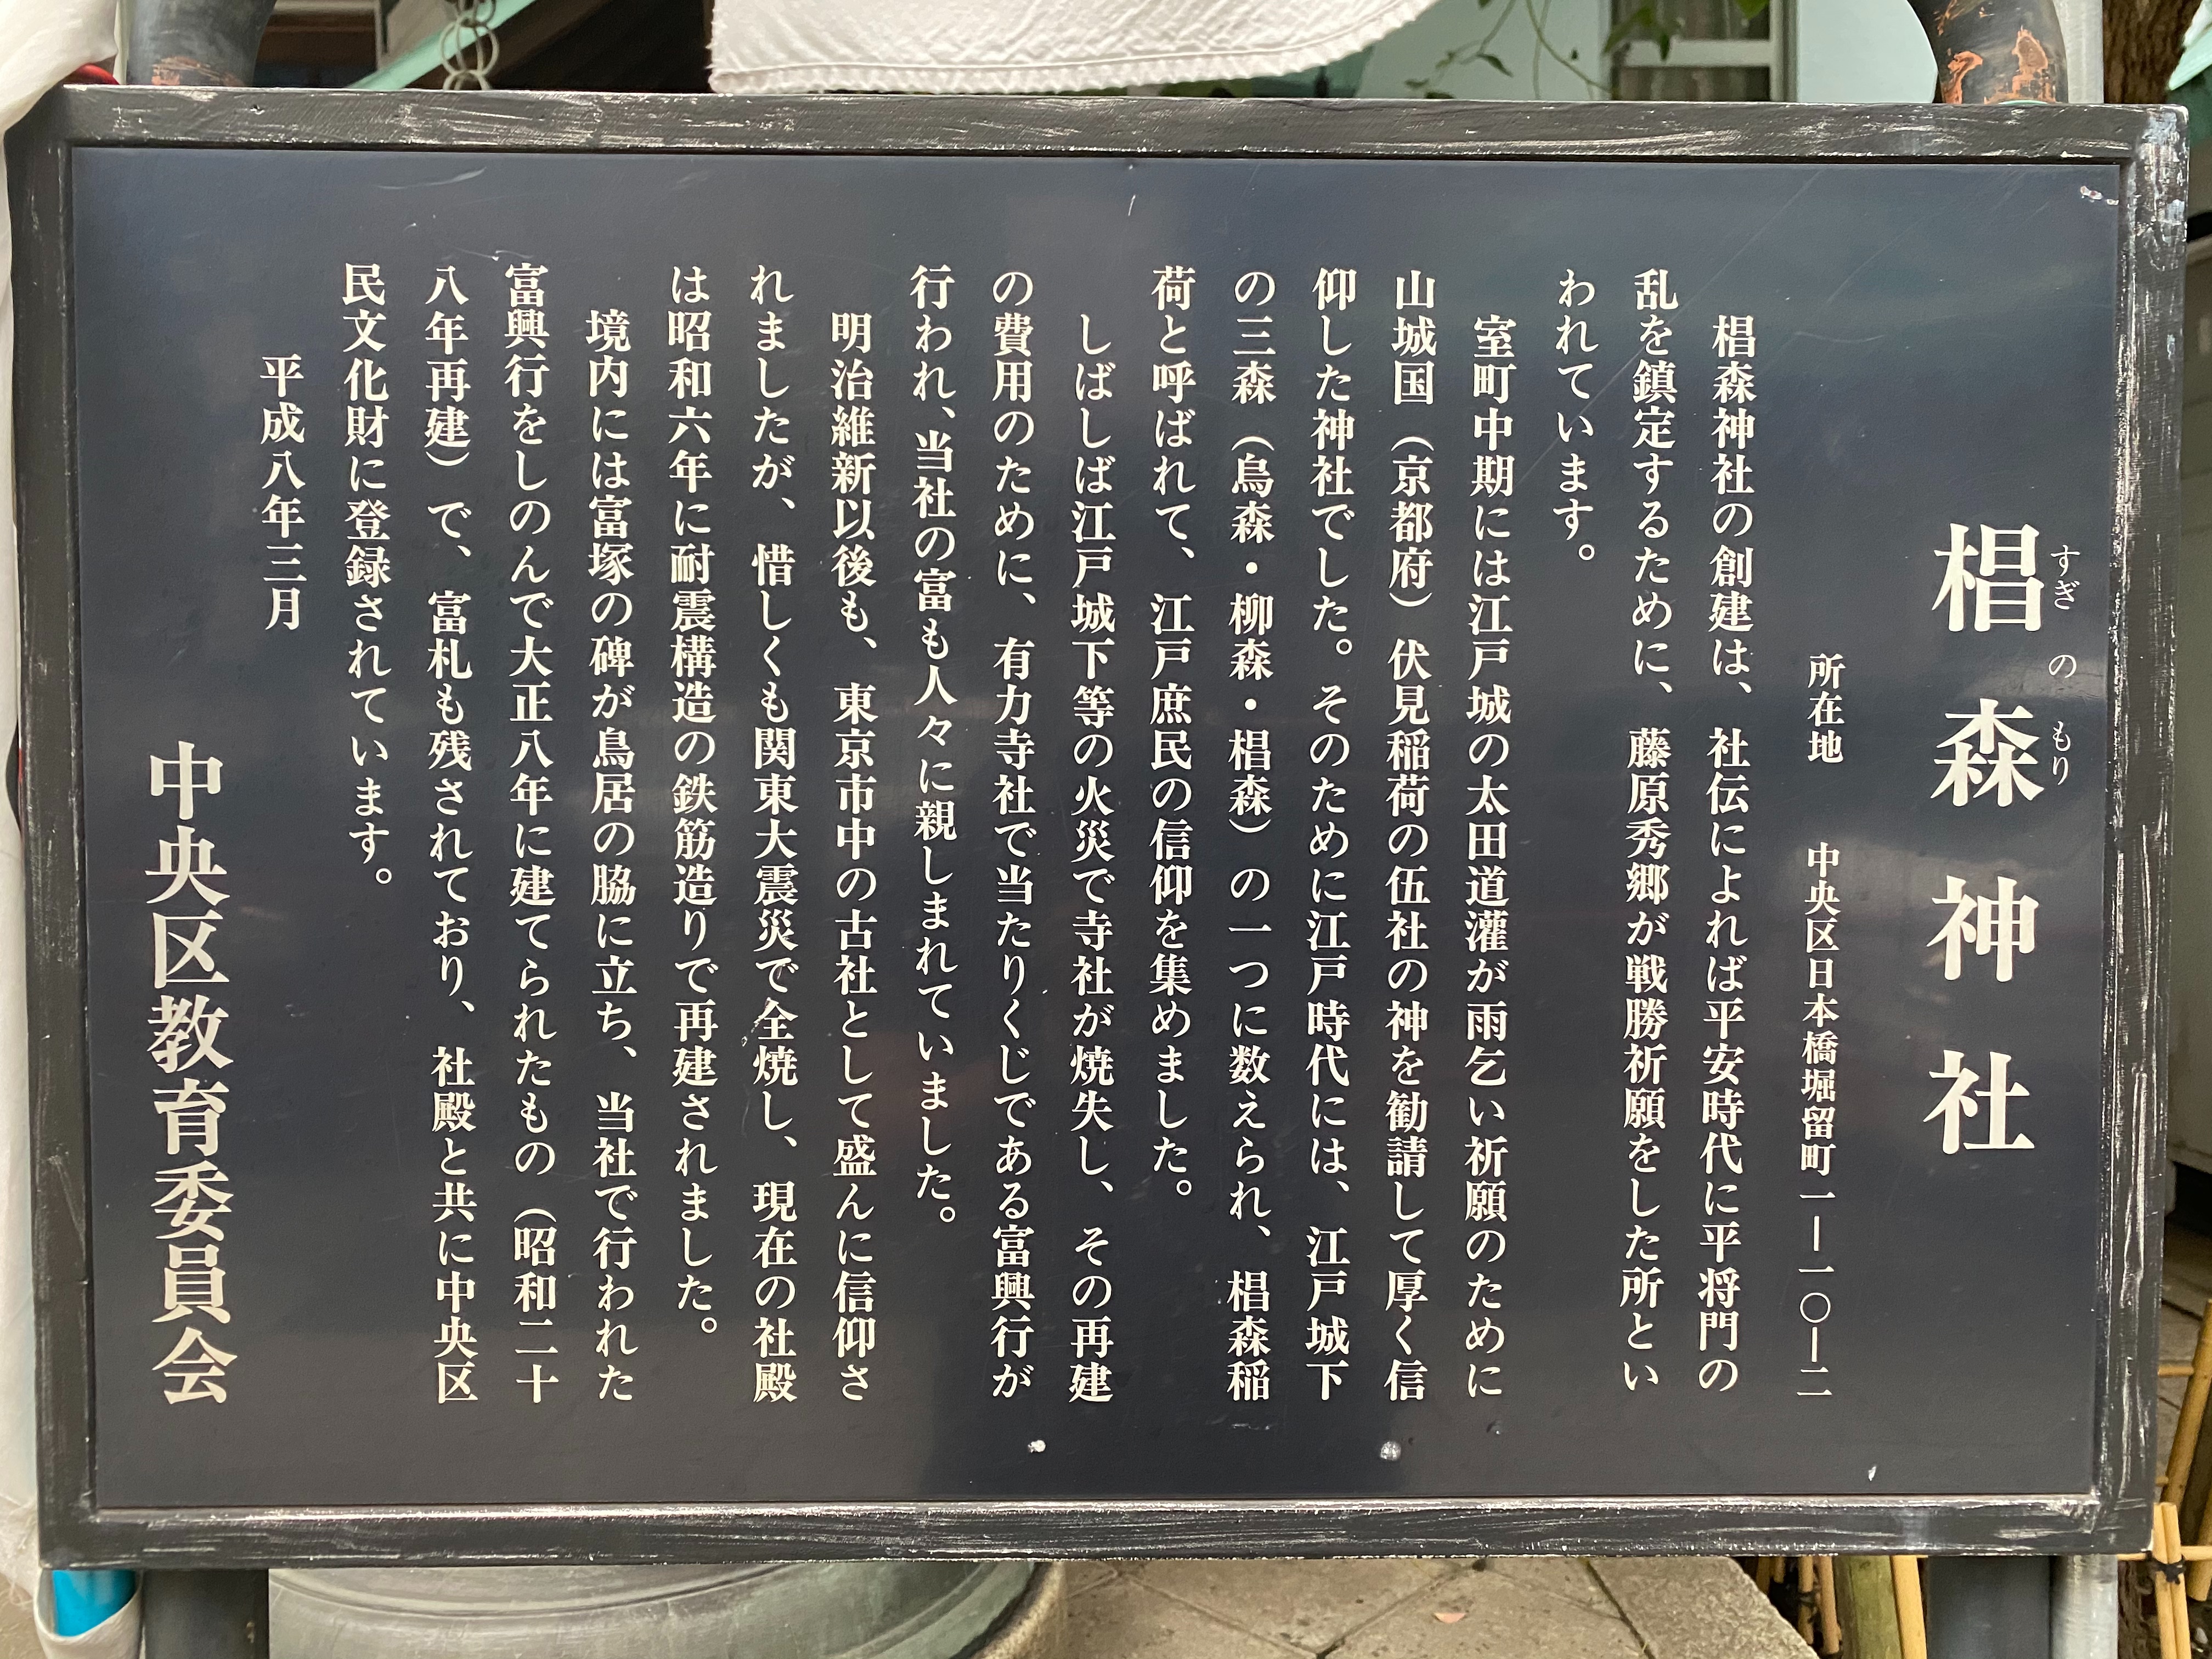 椙森神社
すぎのもり
所在地　中央区日本橋堀留町一―一〇―二
椙森神社の創建は、社伝によれば平安時代に平将門の
乱を鎮定するために、藤原秀郷が戦勝祈願をした所とい
われています。
室町中期には江戸城の太田道灌が雨乞い祈願のために
山城国（京都府）伏見稲荷の伍社の神を勧請して厚く信
仰した神社でした。そのために江戸時代には、江戸城下
の三森（烏森・柳森・椙森）の一つに数えられ、椙森稲
荷と呼ばれて、江戸庶民の信仰を集めました。
しばしば江戸城下等の火災で寺社が焼失し、その再建
の費用のために、有力寺社で当たりくじである富興行が
行われ、当社の富も人々に親しまれていました。
明治維新以後も、東京市中の古社として盛んに信仰さ
れましたが、惜しくも関東大震災で全焼し、現在の社殿
は昭和六年に耐震構造の鉄筋造りで再建されました。
境内には富塚の碑が鳥居の脇に立ち、当社で行われた
富興行をしのんで大正八年に建てられたもの（昭和二十
八年再建）で、富札も残されており、社殿と共に中央区
民文化財に登録されています。
平成八年三月
中央区教育委員会